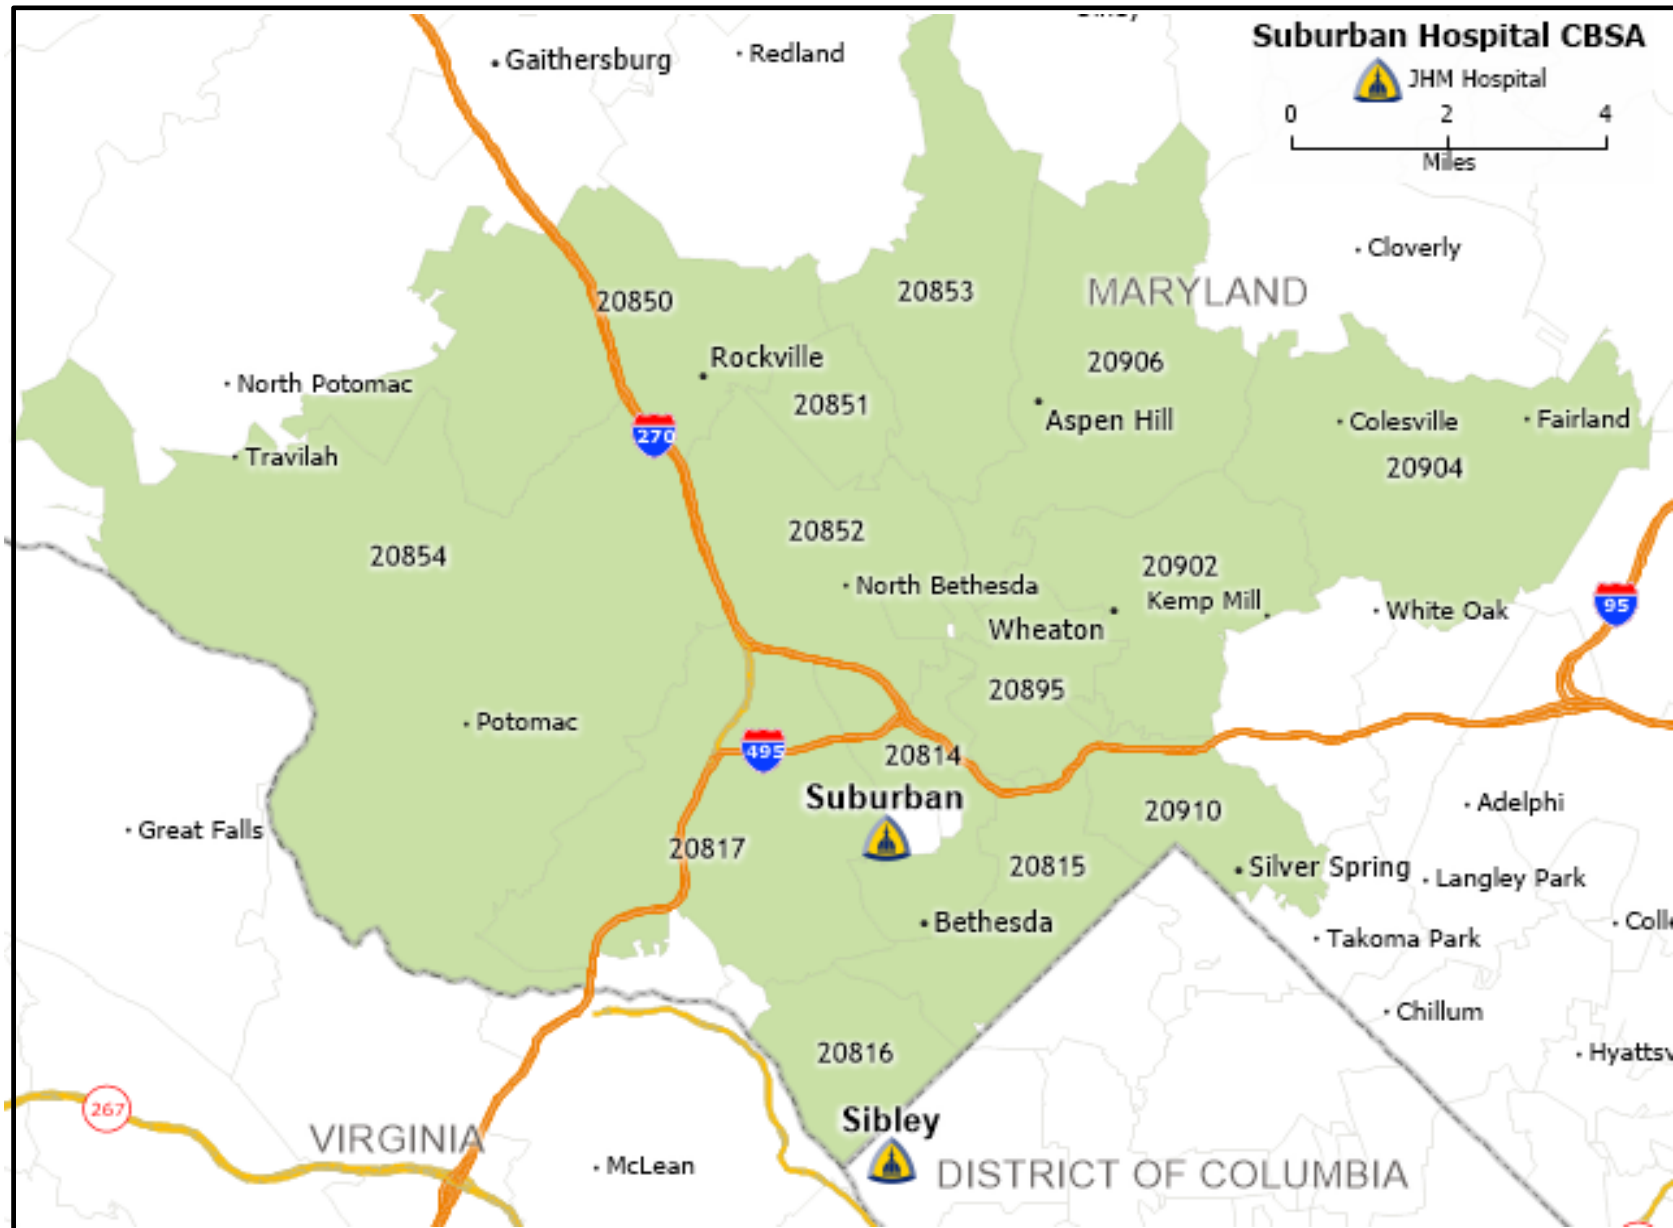 Suburban Hospital CBSA
JHM Hospital
0 2 4
Miles
Gaithersburg
Redland
Cloverly
20850
20853
MARYLAND
Rockville
20851
20906
Aspen Hill
North Potomac
Travilah
270
Colesville
Fairland
20904
20854
20852
North Bethesda
20902
Kemp Mill
Wheaton
White Oak
95
20895
Potomac
495
20814
Suburban
20910
Adelphi
Great Falls
20817
20815
Silver Spring
Langley Park
Bethesda
Takoma Park
Colle
Chillum
20816
Hyattsv
267
VIRGINIA
Sibley
McLean
DISTRICT OF COLUMBIA